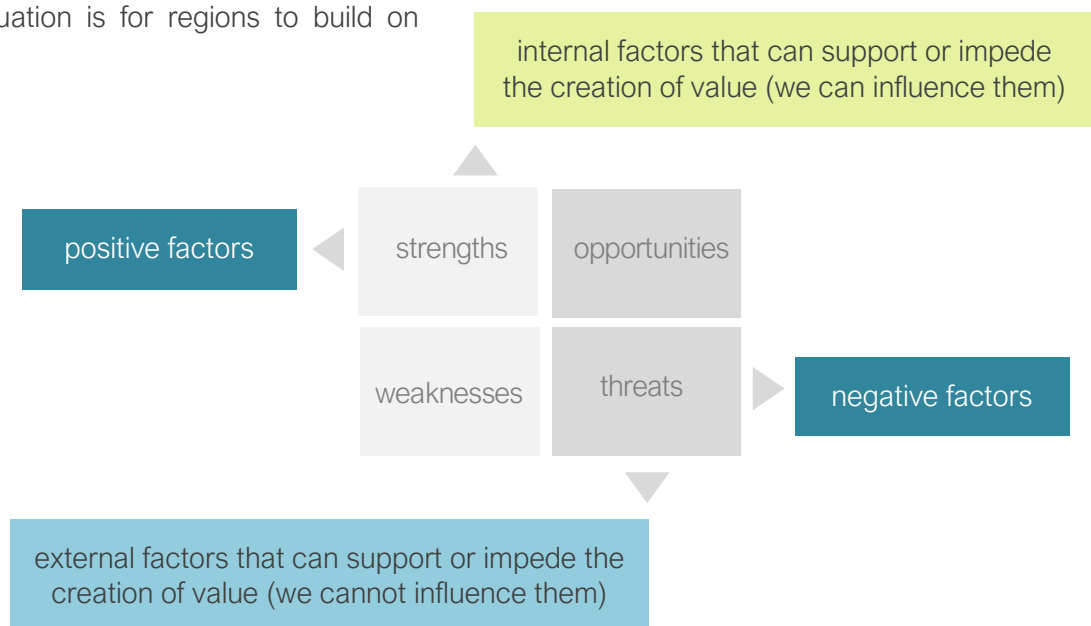 uation is for regions to build on
internal factors that can support or impede
the creation of value (we can influence them)
positive factors
strengths
opportunities
weaknesses
threats
negative factors
external factors that can support or impede the
creation of value (we cannot influence them)